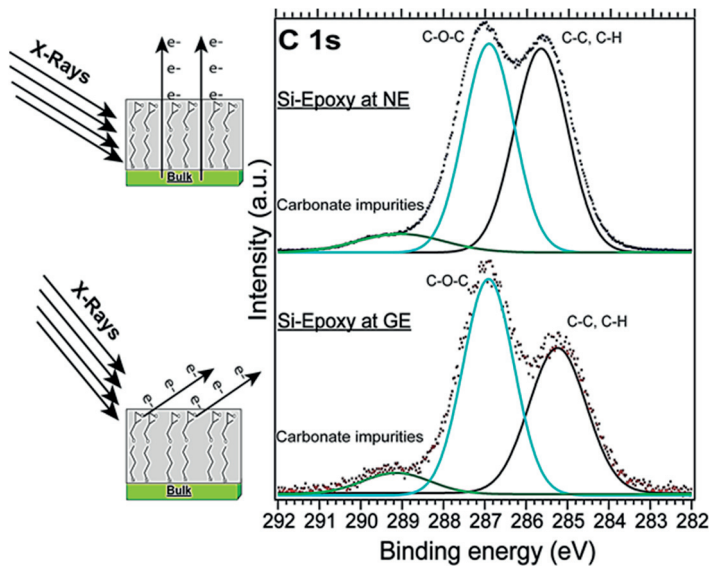 X-Rays
e- e-
e- e-
e- e-
Bulk
X-Rays
e- e-
e- e-
e- e-
Bulk
C 1s
C-O-C
C-C, C-H
Si-Epoxy at NE
Carbonate impurities
C-O-C
C-C, C-H
Si-Epoxy at GE
Carbonate impurities
Intensity (a.u.)
292 291 290 289 288 287 286 285 284 283 282
Binding energy (eV)